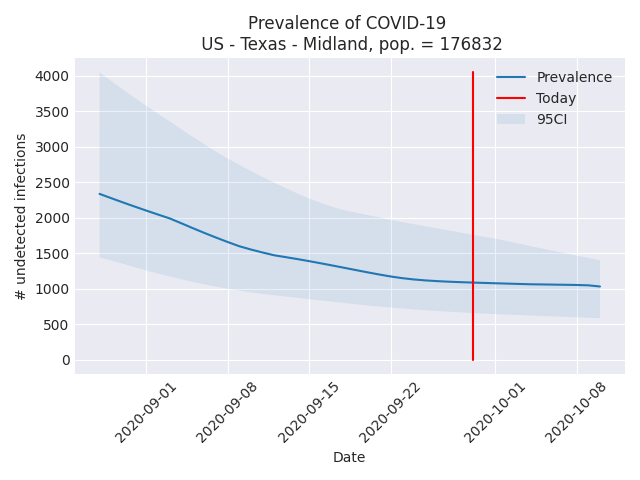 Prevalence of COVID-19
US - Texas - Midland, pop. = 176832
Prevalence
Today
95CI
# undetected infections
4000
3500
3000
2500
2000
1500
1000
500
0
2020-09-01
2020-09-08
2020-09-15
2020-09-22
2020-10-01
2020-10-08
Date